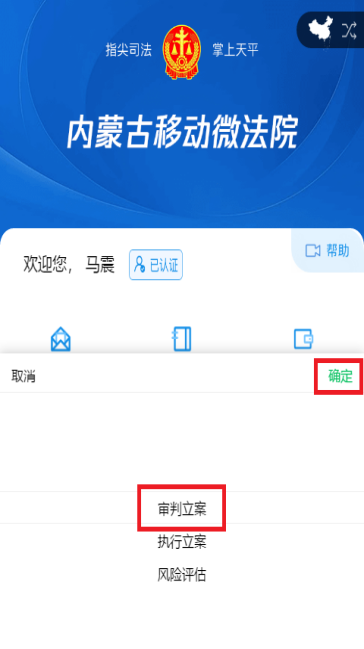 指尖司法 掌上天平
内蒙古移动微法院
帮助
欢迎您， 马震 已认证
取消 确定
审判立案
执行立案
风险评估